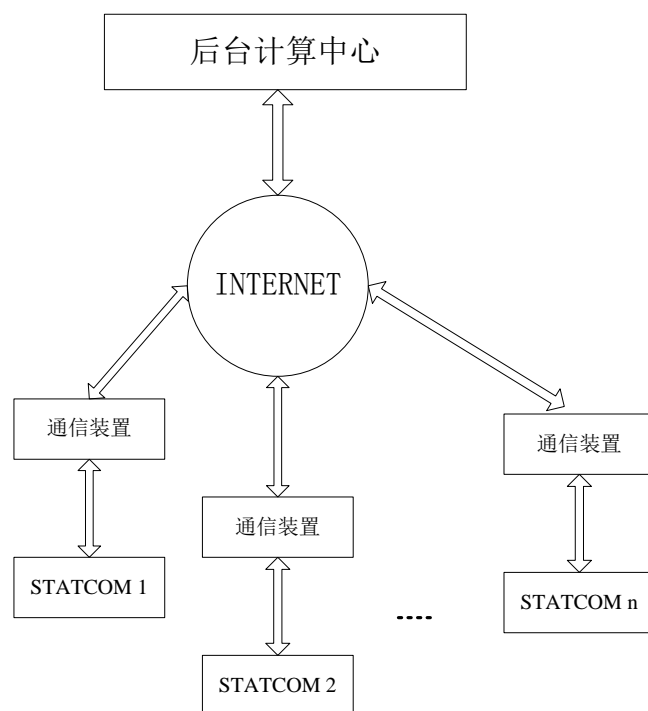 后台计算中心
INTERNET
通信装置
通信装置
通信装置
STATCOM 1
STATCOM n
....
STATCOM 2